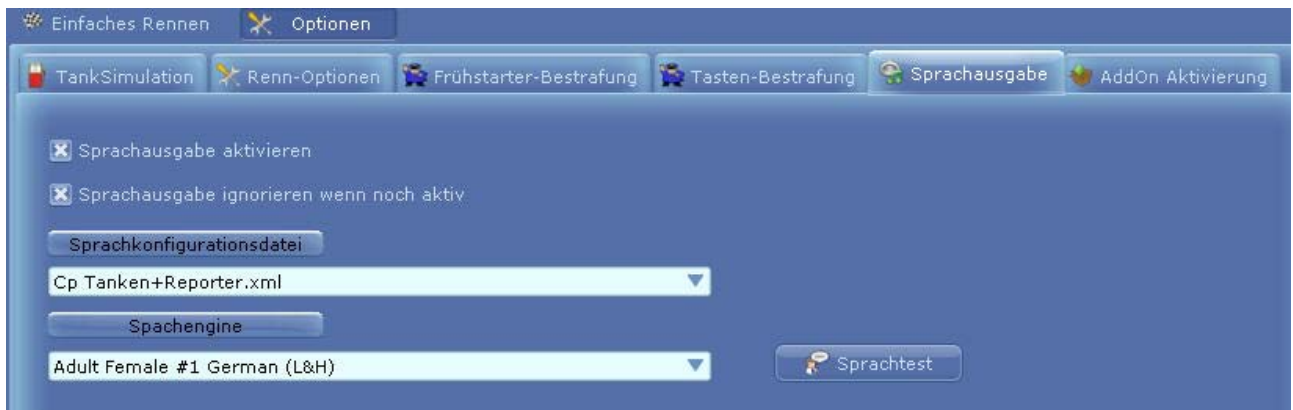 Einfaches Rennen Optionen
TankSimulation Renn-Optionen Frühstarter-Bestrafung Tasten-Bestrafung Sprachausgabe AddOn Aktivierung
Sprachausgabe aktivieren
Sprachausgabe ignorieren wenn noch aktiv
Sprachkonfigurationsdatei
Cp Tanken+Reporter.xml
Spachengine
Adult Female #1 German (L&H) Sprachtest